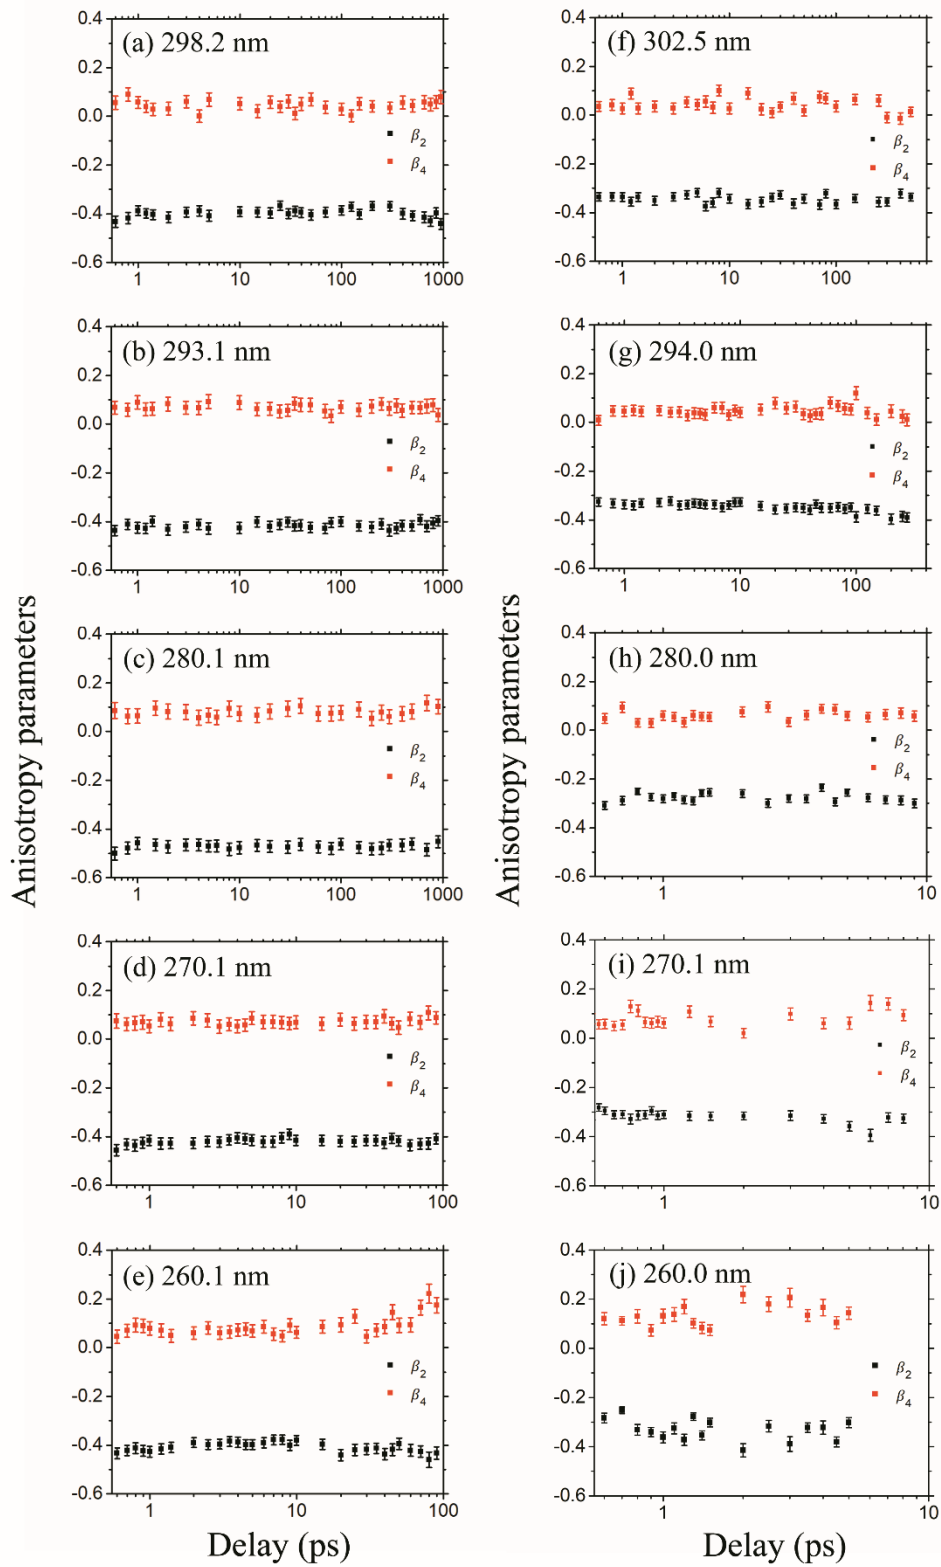 Anisotropy parameters
(a) 298.2 nm
0.4
0.2
0.0
-0.2
-0.4
-0.6
β2
β4
1
10
100
1000
(b) 293.1 nm
0.4
0.2
0.0
-0.2
-0.4
-0.6
β2
β4
1
10
100
1000
(c) 280.1 nm
0.4
0.2
0.0
-0.2
-0.4
-0.6
β2
β4
1
10
100
1000
(d) 270.1 nm
0.4
0.2
0.0
-0.2
-0.4
-0.6
β2
β4
1
10
100
(e) 260.1 nm
0.4
0.2
0.0
-0.2
-0.4
-0.6
β2
β4
1
10
100
Delay (ps)
Anisotropy parameters
(f) 302.5 nm
0.4
0.2
0.0
-0.2
-0.4
-0.6
β2
β4
1
10
100
(g) 294.0 nm
0.4
0.2
0.0
-0.2
-0.4
-0.6
β2
β4
1
10
100
(h) 280.0 nm
0.4
0.2
0.0
-0.2
-0.4
-0.6
β2
β4
1
10
(i) 270.1 nm
0.4
0.2
0.0
-0.2
-0.4
-0.6
β2
β4
1
10
(j) 260.0 nm
0.4
0.2
0.0
-0.2
-0.4
-0.6
β2
β4
1
10
Delay (ps)